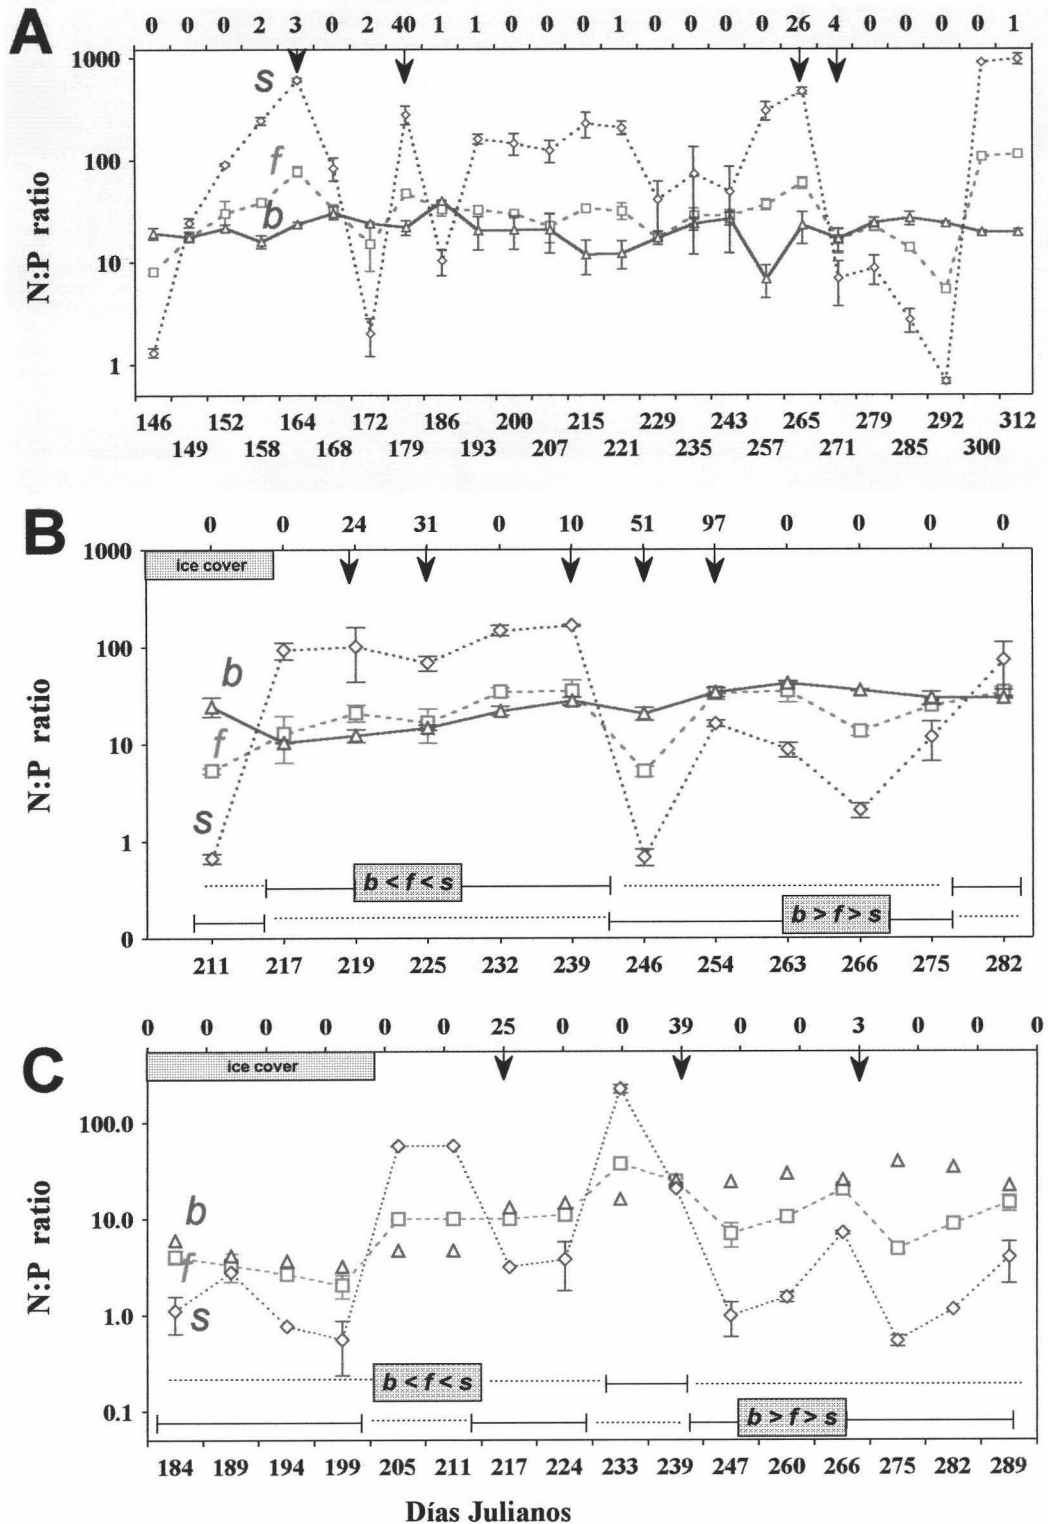 A
0 0 0 2 3 0 2 40 1 1 0 0 0 1 0 0 0 0 26 4 0 0 0 0 1
1000
s
100
f
b
10
1
N:P ratio
146 152 164 172 186 200 215 229 243 265 279 292 312
149 158 168 179 193 207 221 235 257 271 285 300
B
0 0 24 31 0 10 51 97 0 0 0 0
1000
ice cover
100
b
10
f
s
1
b < f < s
b > f > s
0
N:P ratio
211 217 219 225 232 239 246 254 263 266 275 282
C
0 0 0 0 0 0 25 0 0 39 0 0 3 0 0 0
ice cover
100.0
b
10.0
f
1.0
s
b < f < s
b > f > s
0.1
N:P ratio
184 189 194 199 205 211 217 224 233 239 247 260 266 275 282 289
Días Julianos